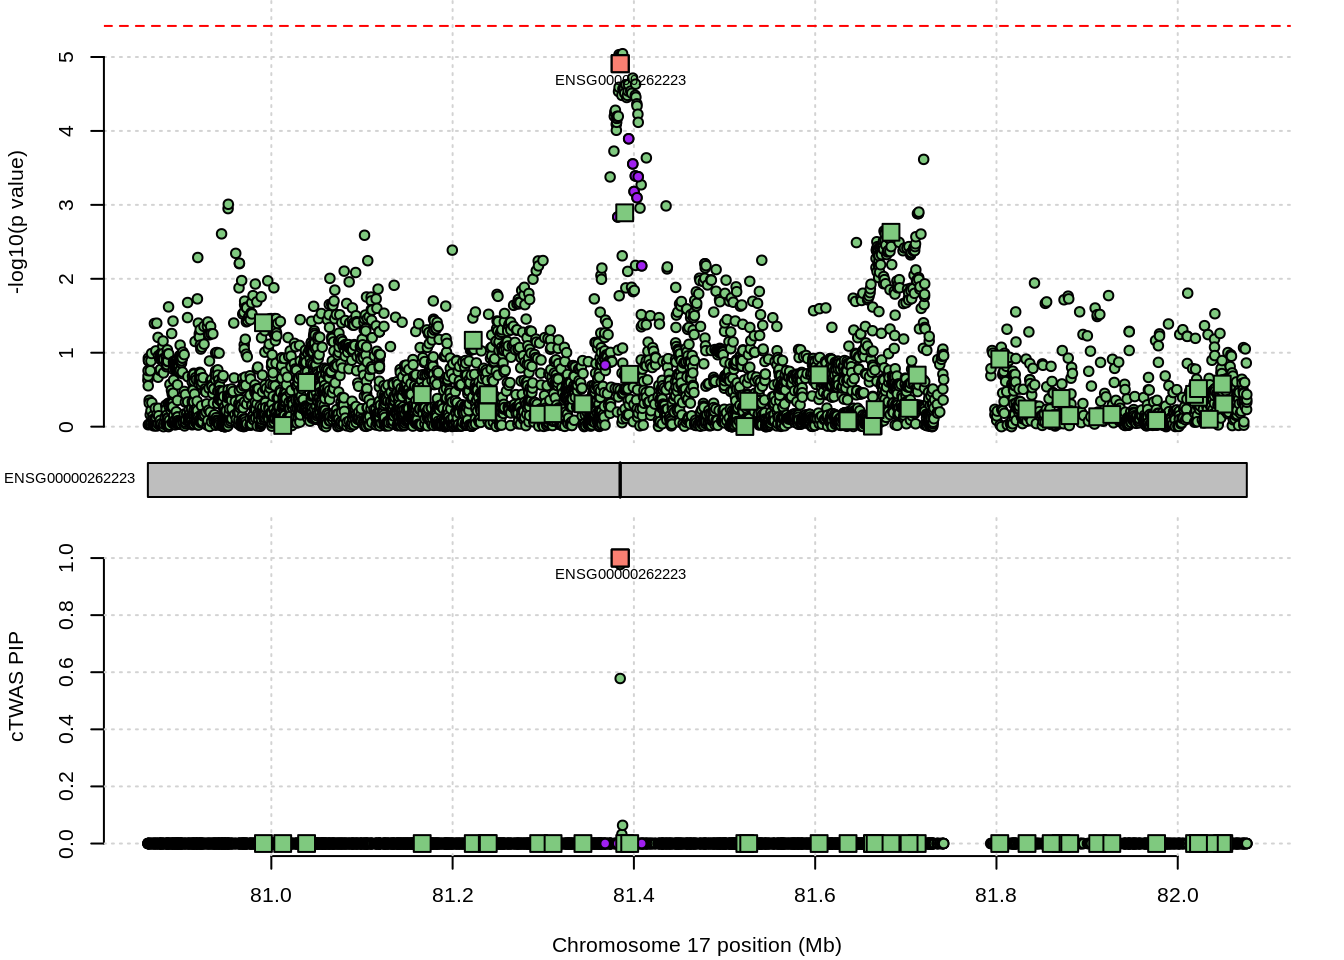 5
4
3
2
1
0
-log10(p value)
ENSG00000262223
ENSG00000262223
1.0
0.8
0.6
0.4
0.2
0.0
cTWAS PIP
ENSG00000262223
81.0 81.2 81.4 81.6 81.8 82.0
Chromosome 17 position (Mb)